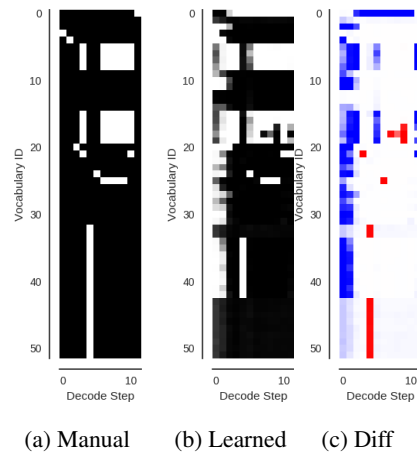 0
10
20
30
40
50
Vocabulary ID
0 10
Decode Step
(a) Manual
0
10
20
30
40
50
Vocabulary ID
0 10
Decode Step
(b) Learned
0
10
20
30
40
50
Vocabulary ID
0 10
Decode Step
(c) Diff